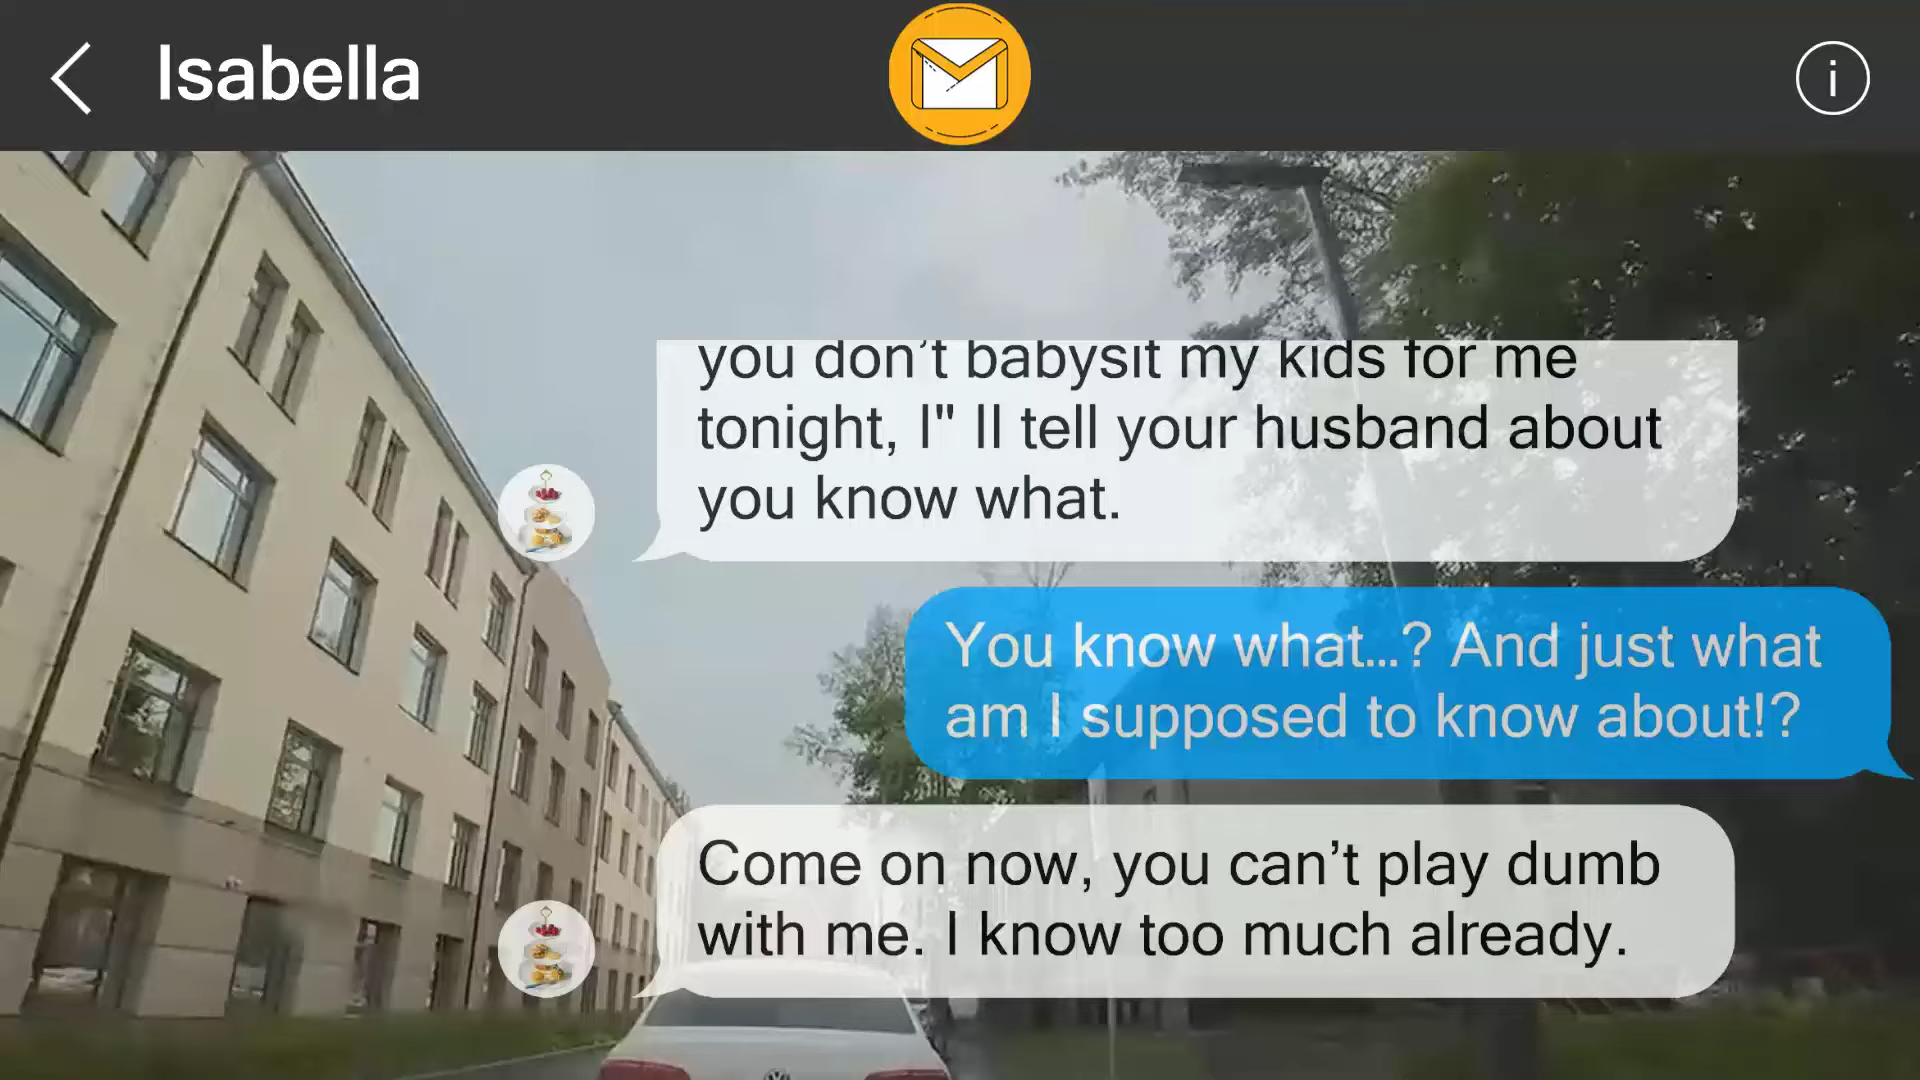 Isabella
i
you don't babysit my kids for me
tonight, I" ll tell your husband about
you know what.
You know what...? And just what
am I supposed to know about!?
Come on now, you can’t play dumb
with me. I know too much already.